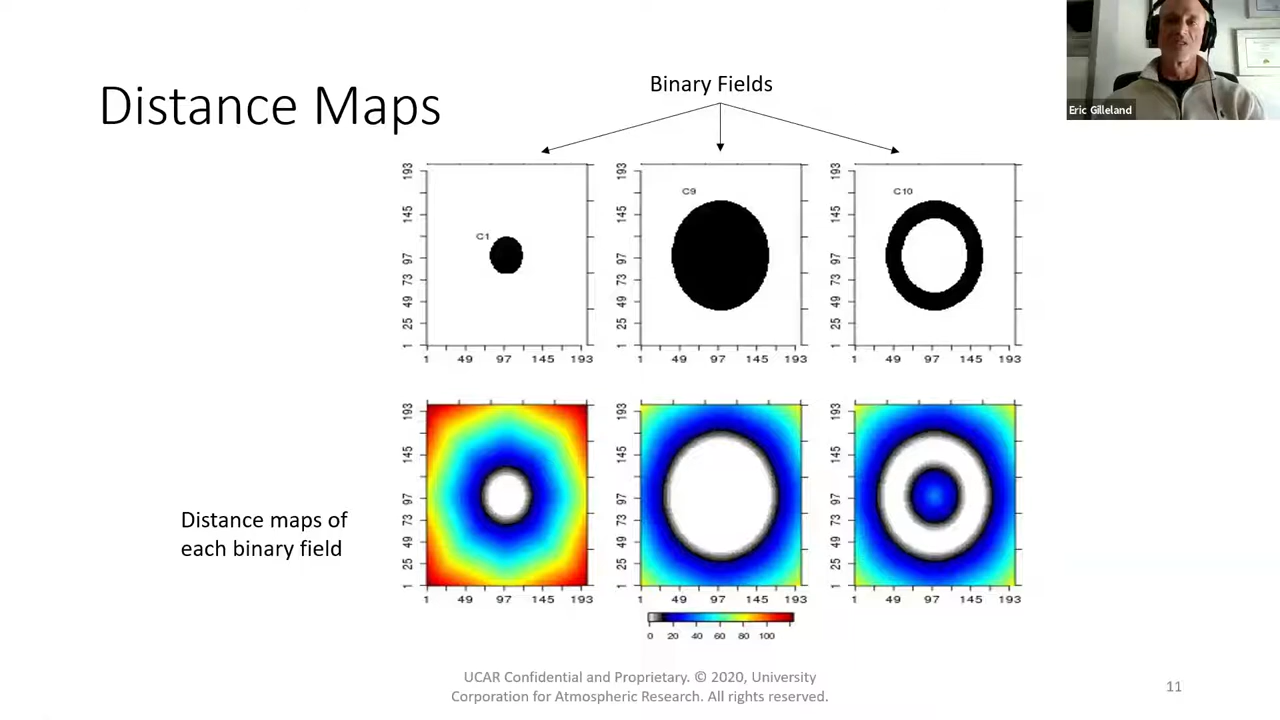 Eric Gilleland
Distance Maps
Binary Fields
193
145
97
73
49
25
1
C1
1 49 97 145 193
193
145
97
73
49
25
1
C9
1 49 97 145 193
193
145
97
73
49
25
1
C10
1 49 97 145 193
Distance maps of
each binary field
193
145
97
73
49
25
1
1 49 97 145 193
193
145
97
73
49
25
1
1 49 97 145 193
193
145
97
73
49
25
1
1 49 97 145 193
0 20 40 60 80 100
UCAR Confidential and Proprietary. © 2020, University
Corporation for Atmospheric Research. All rights reserved.
11